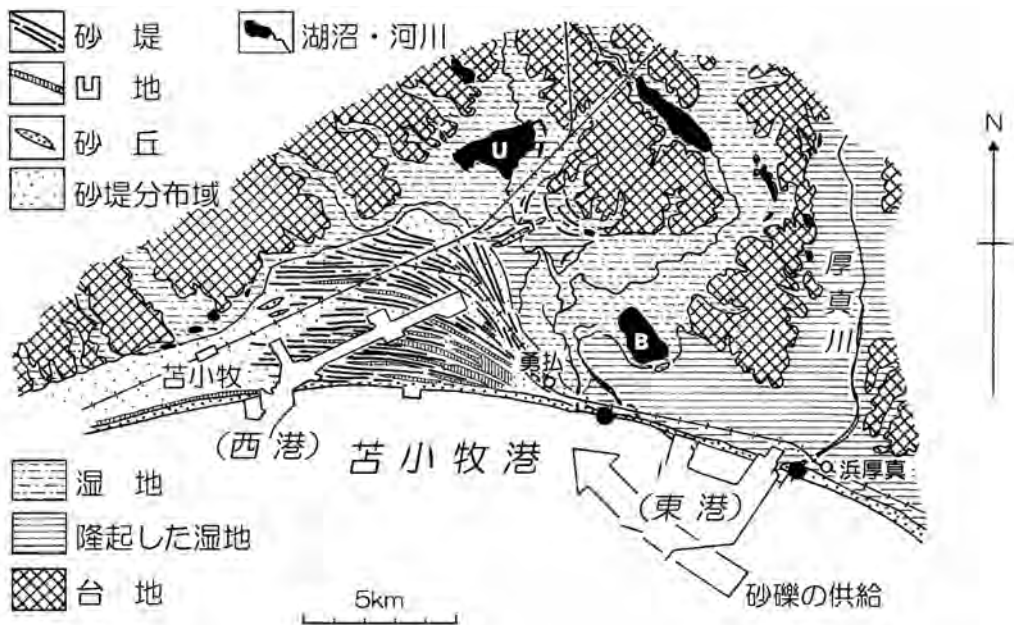 砂堤
湖沼・河川
凹地
砂丘
砂堤分布域
N
U
厚真川
B
勇払
苫小牧
(西港)
苫小牧港
浜厚真
(東港)
湿地
隆起した湿地
台地
5km
砂礫の供給